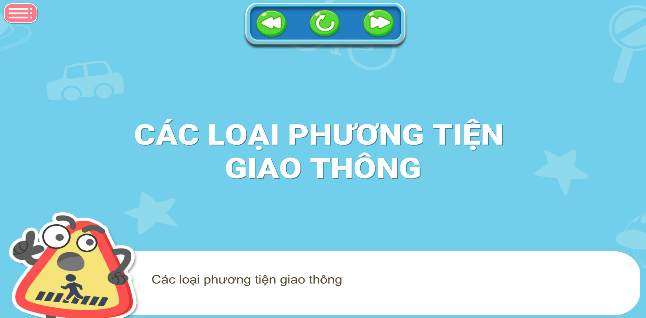 CÁC LOẠI PHƯƠNG TIỆN
GIAO THÔNG
Các loại phương tiện giao thông